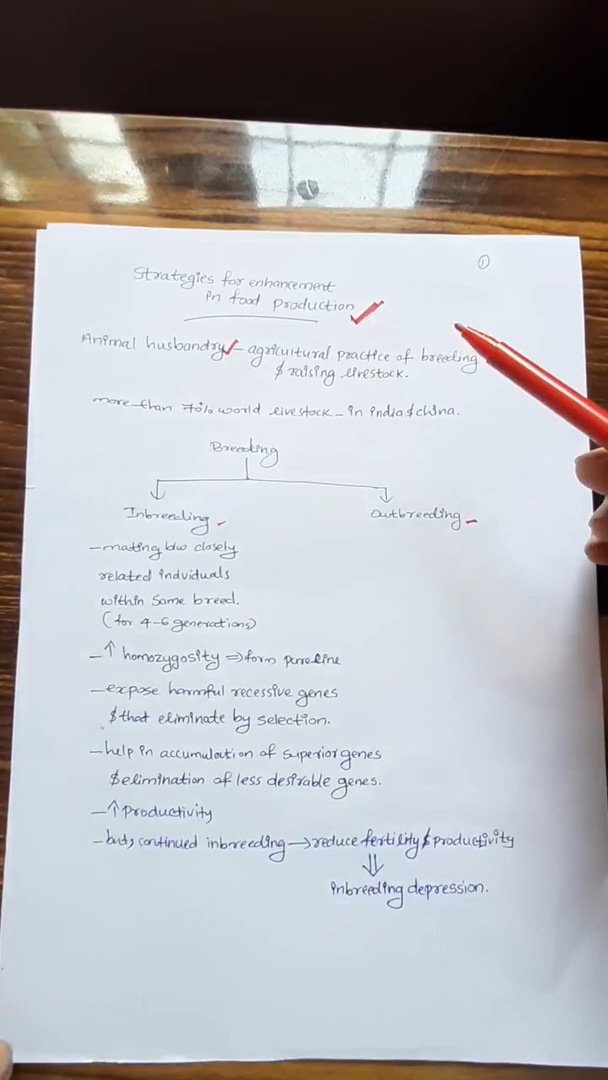 ①
Strategies for enhancement
in food production
Animal husbandry - agricultural practice of breeding
& raising livestock.
more than 70% world livestock - in india & china.
Breeding
Inbreeding
Outbreeding
- mating b/w closely
related indviduals
within same breed.
(for 4-6 generations)
- ↑ homozygosity ⇒ form pureline
- expose harmful recessive genes
& that eliminate by selection.
- help in accumulation of superior genes
& elimination of less desirable genes.
- ↑ productivity
- but, continued inbreeding → reduce fertility & productivity
⇓
inbreeding depression.